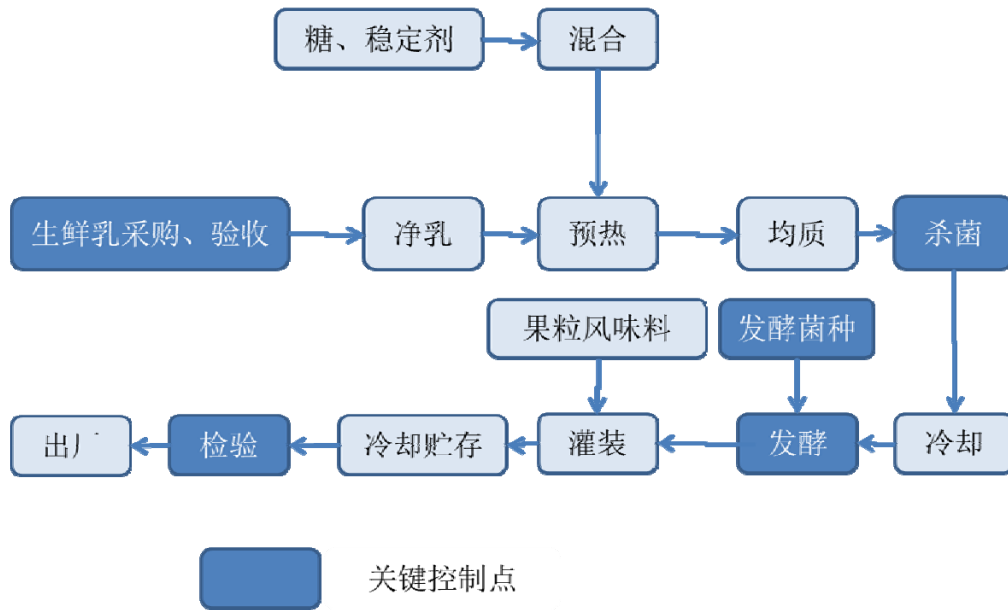 糖、稳定剂
混合
生鲜乳采购、验收
净乳
预热
均质
杀菌
果粒风味料
发酵菌种
出厂
检验
冷却贮存
灌装
发酵
冷却
关键控制点